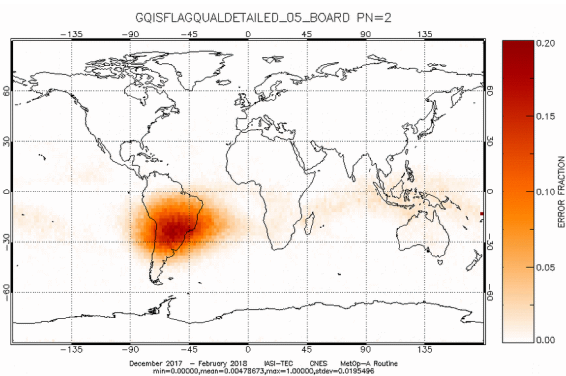 GQISFLAGQUALDETAILED_05_BOARD PN=2
-135 -90 -45 0 45 90 135
0.20
60 60
0.15
30 30
0 0
0.10
ERROR FRACTION
-30 -30
0.05
-60 -60
0.00
-135 -90 -45 0 45 90 135
December 2017 - February 2018 IASI-TEC CNES MetOp-A Routine
min=0.00000,mean=0.00478673,max=1.00000,stdev=0.0195496